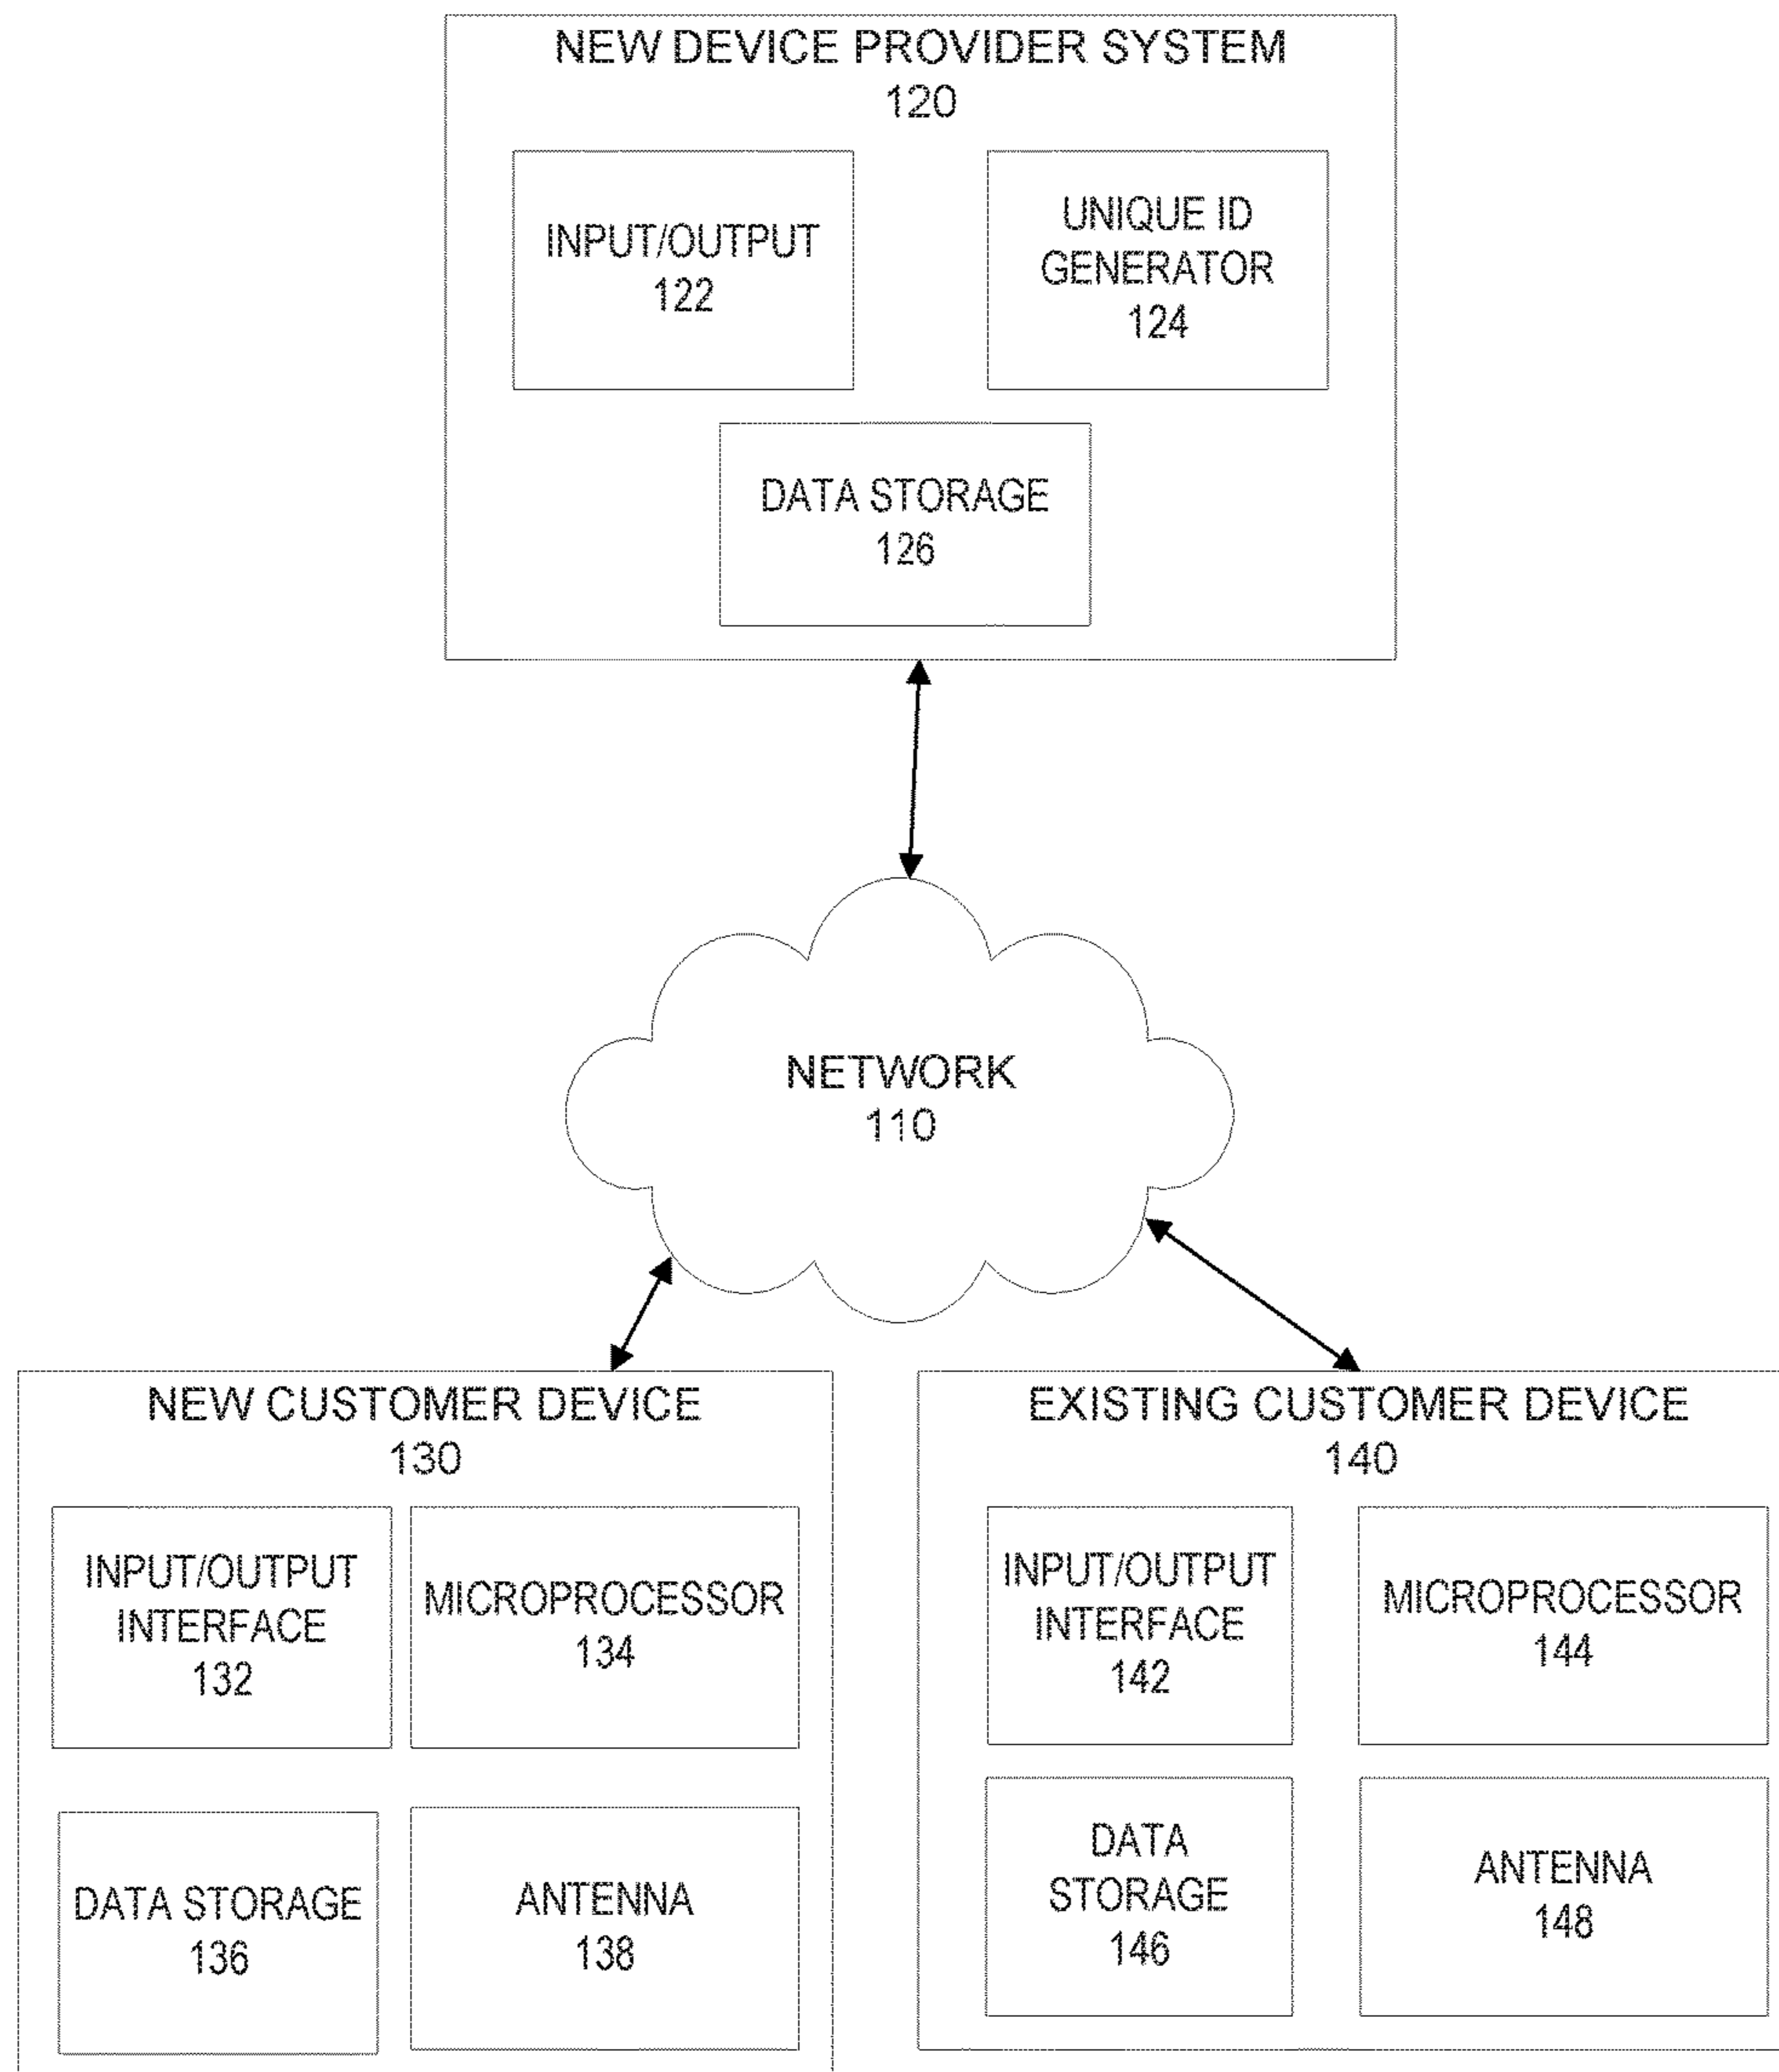 NEW DEVICE PROVIDER SYSTEM
120
INPUT/OUTPUT
122
UNIQUE ID
GENERATOR
124
DATA STORAGE
126
NETWORK
110
NEW CUSTOMER DEVICE
130
INPUT/OUTPUT
INTERFACE
132
MICROPROCESSOR
134
DATA STORAGE
136
ANTENNA
138
EXISTING CUSTOMER DEVICE
140
INPUT/OUTPUT
INTERFACE
142
MICROPROCESSOR
144
DATA
STORAGE
146
ANTENNA
148